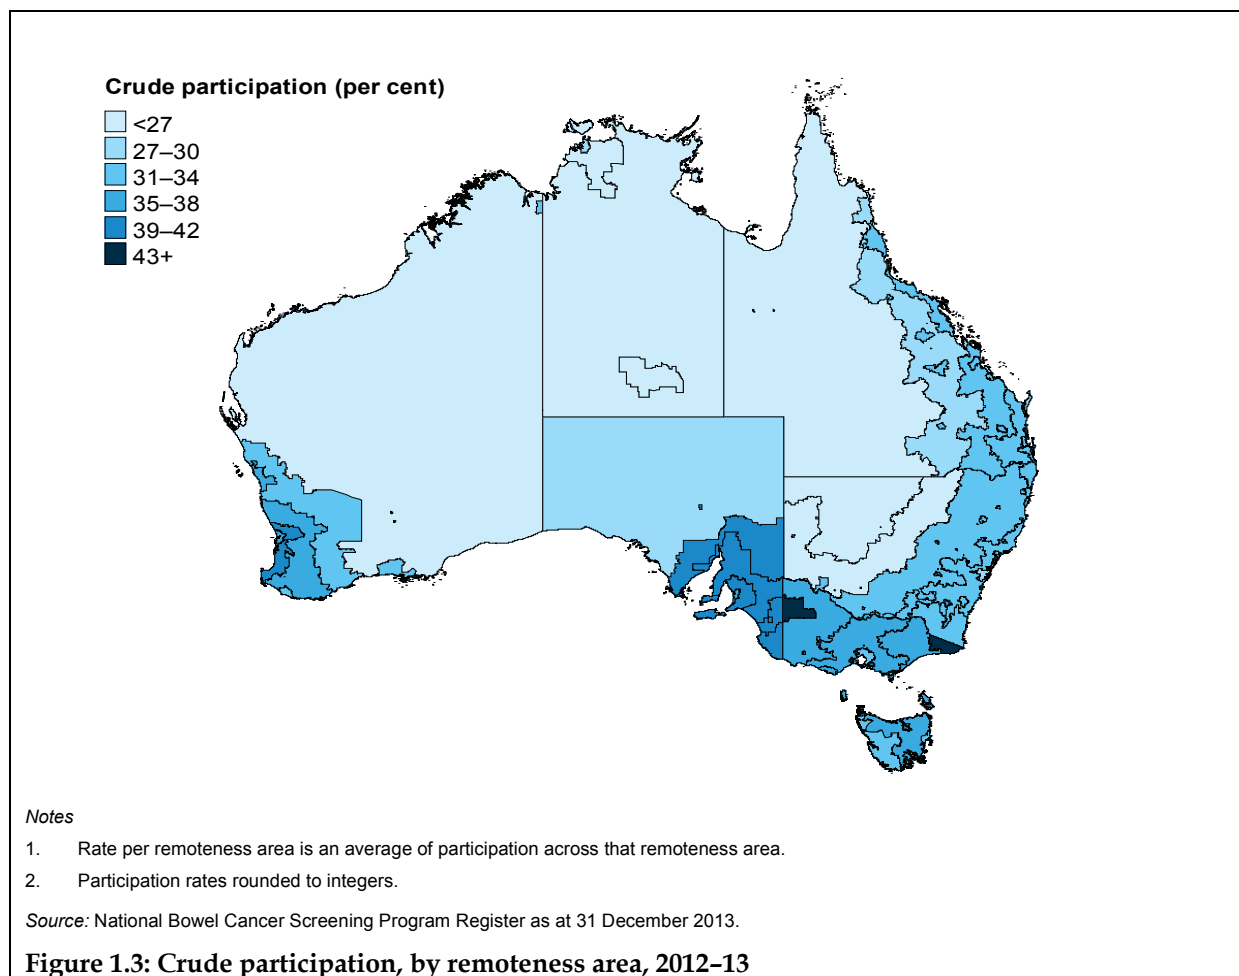 Crude participation (per cent)
<27
27–30
31–34
35–38
39–42
43+
Notes
1. Rate per remoteness area is an average of participation across that remoteness area.
2. Participation rates rounded to integers.
Source: National Bowel Cancer Screening Program Register as at 31 December 2013.
Figure 1.3: Crude participation, by remoteness area, 2012–13